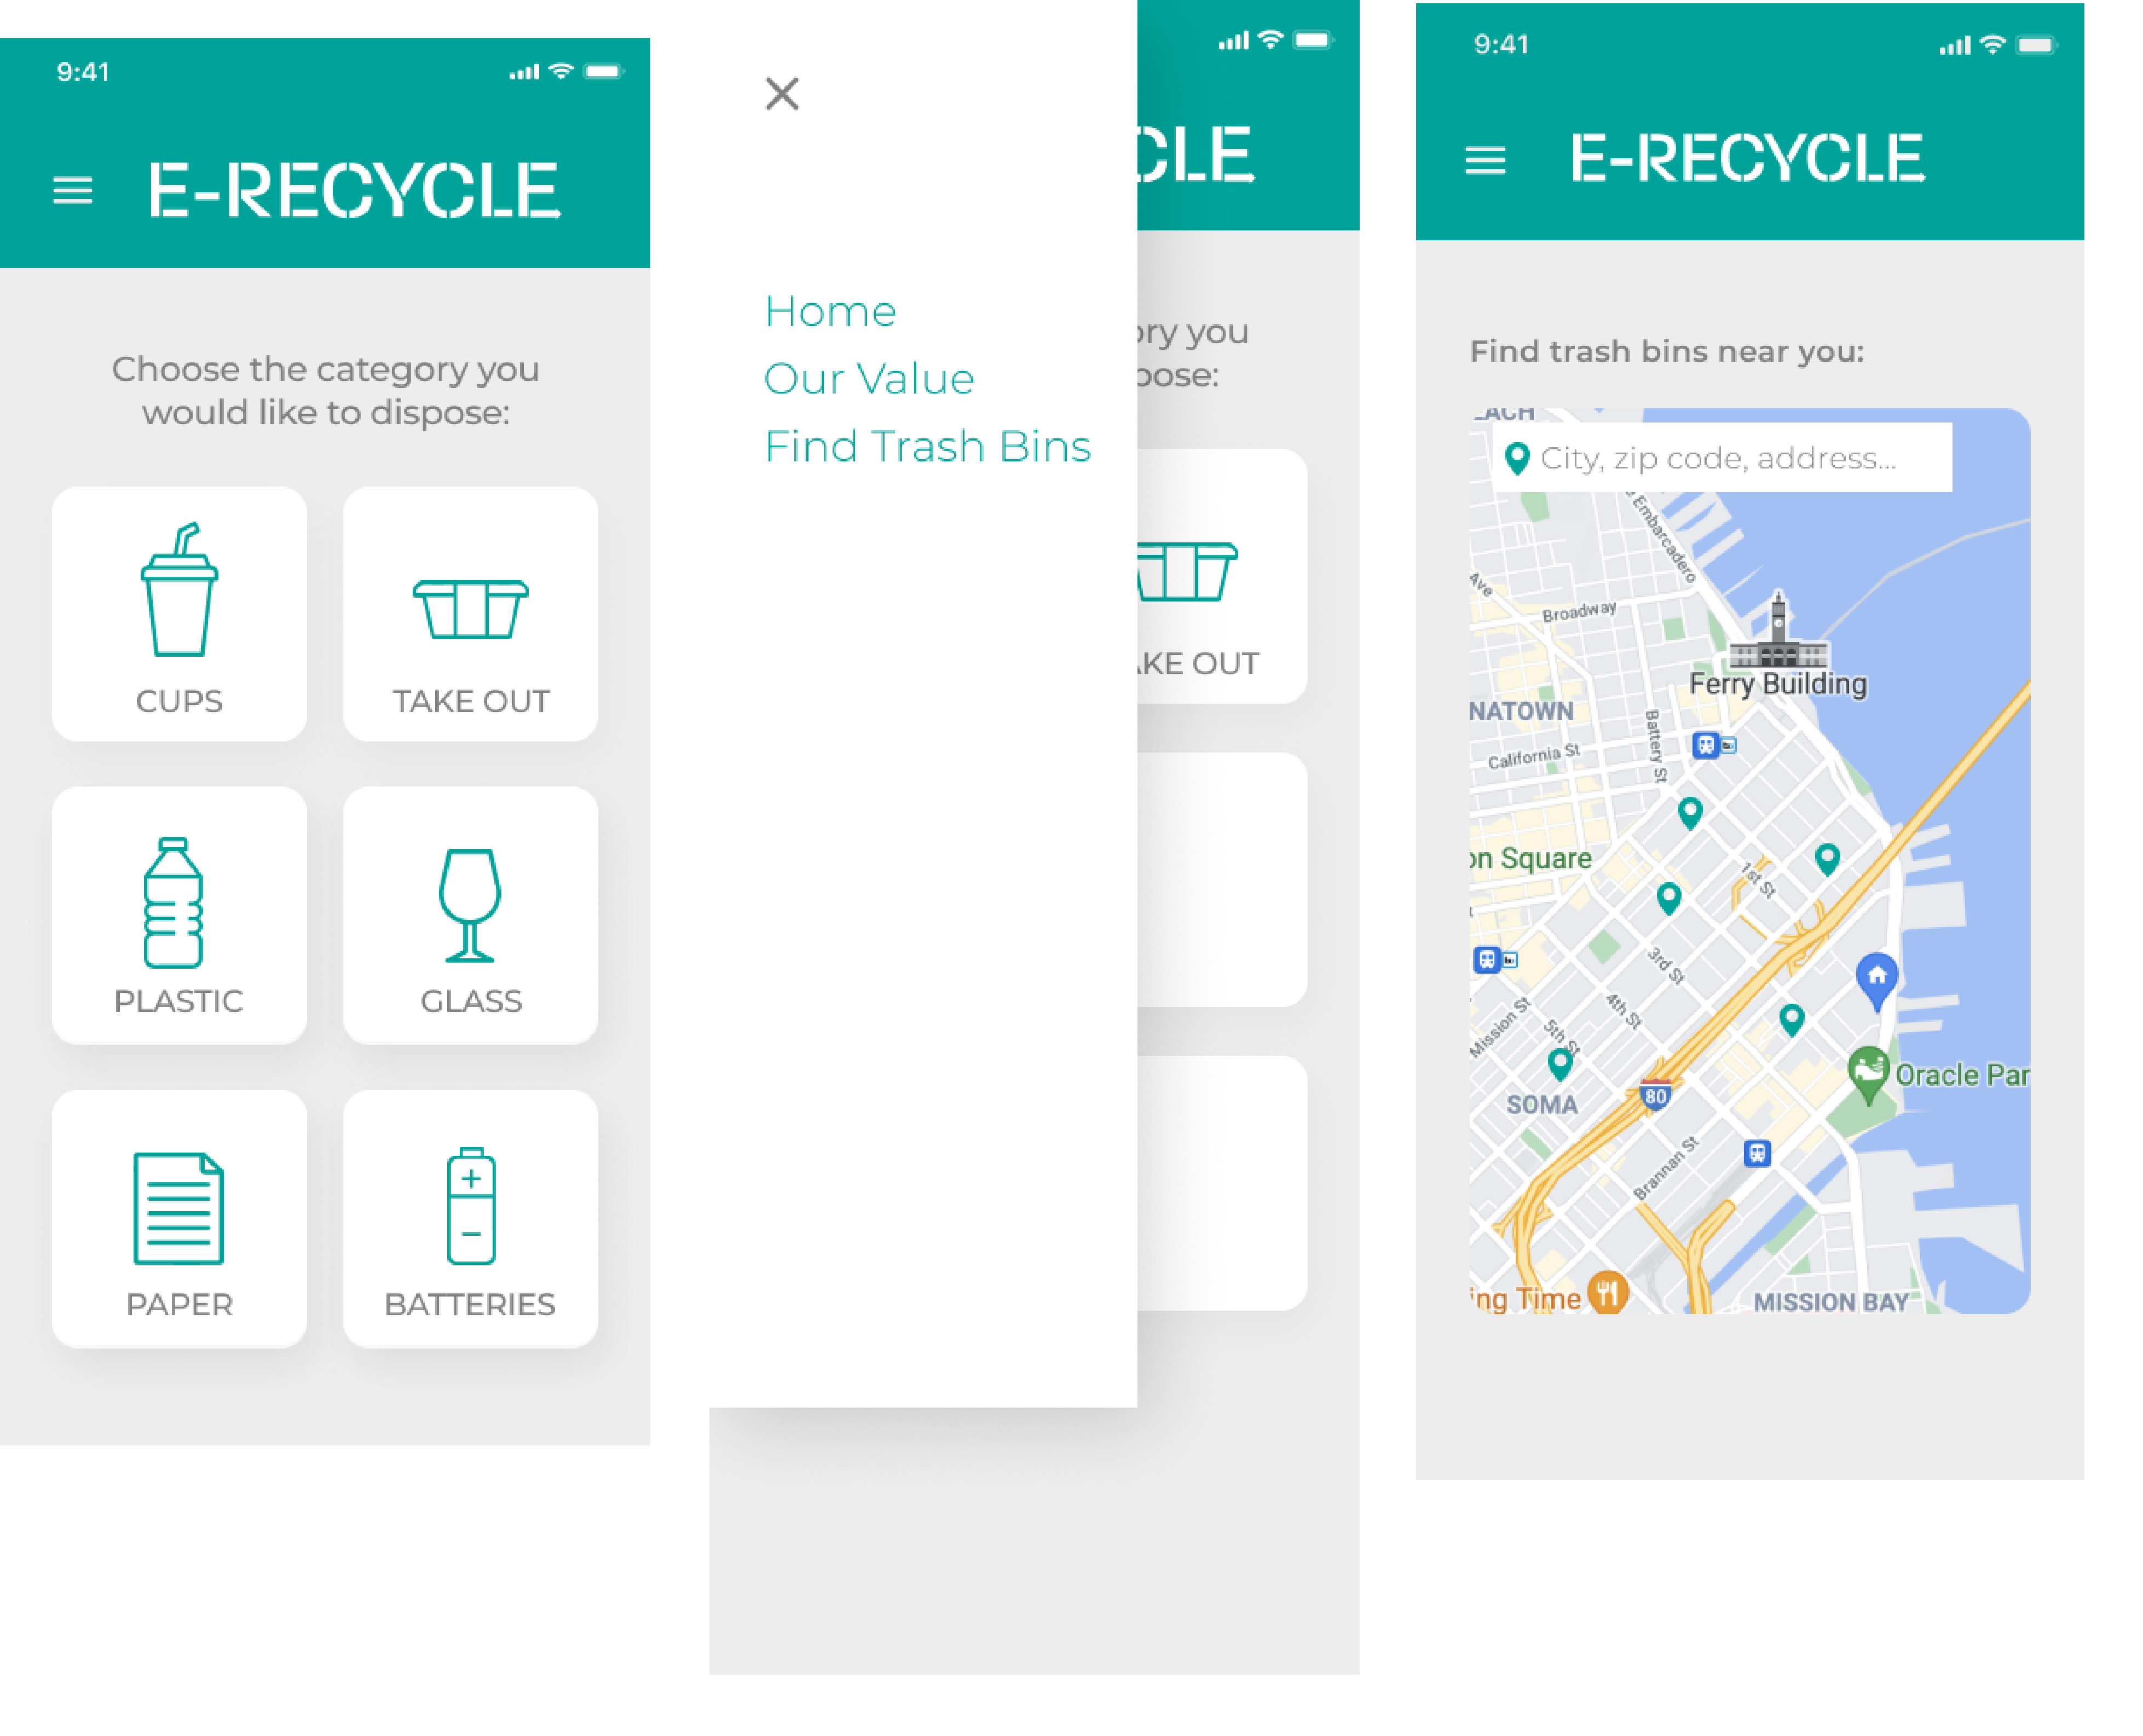 9:41
E-RECYCLE
Choose the category you
would like to dispose:
CUPS
TAKE OUT
PLASTIC
GLASS
PAPER
BATTERIES
Home
Our Value
Find Trash Bins
CLE
ory you
pose:
KE OUT
9:41
E-RECYCLE
Find trash bins near you:
EACH
City, zip code, address...
Embarcadero
Ave
Broadway
Ferry Building
NATOWN
Battery St
California St
on Square
1st St
3rd St
4th St
Mission St
5th St
Oracle Par
80
SOMA
Brannan St
ing Time
MISSION BAY